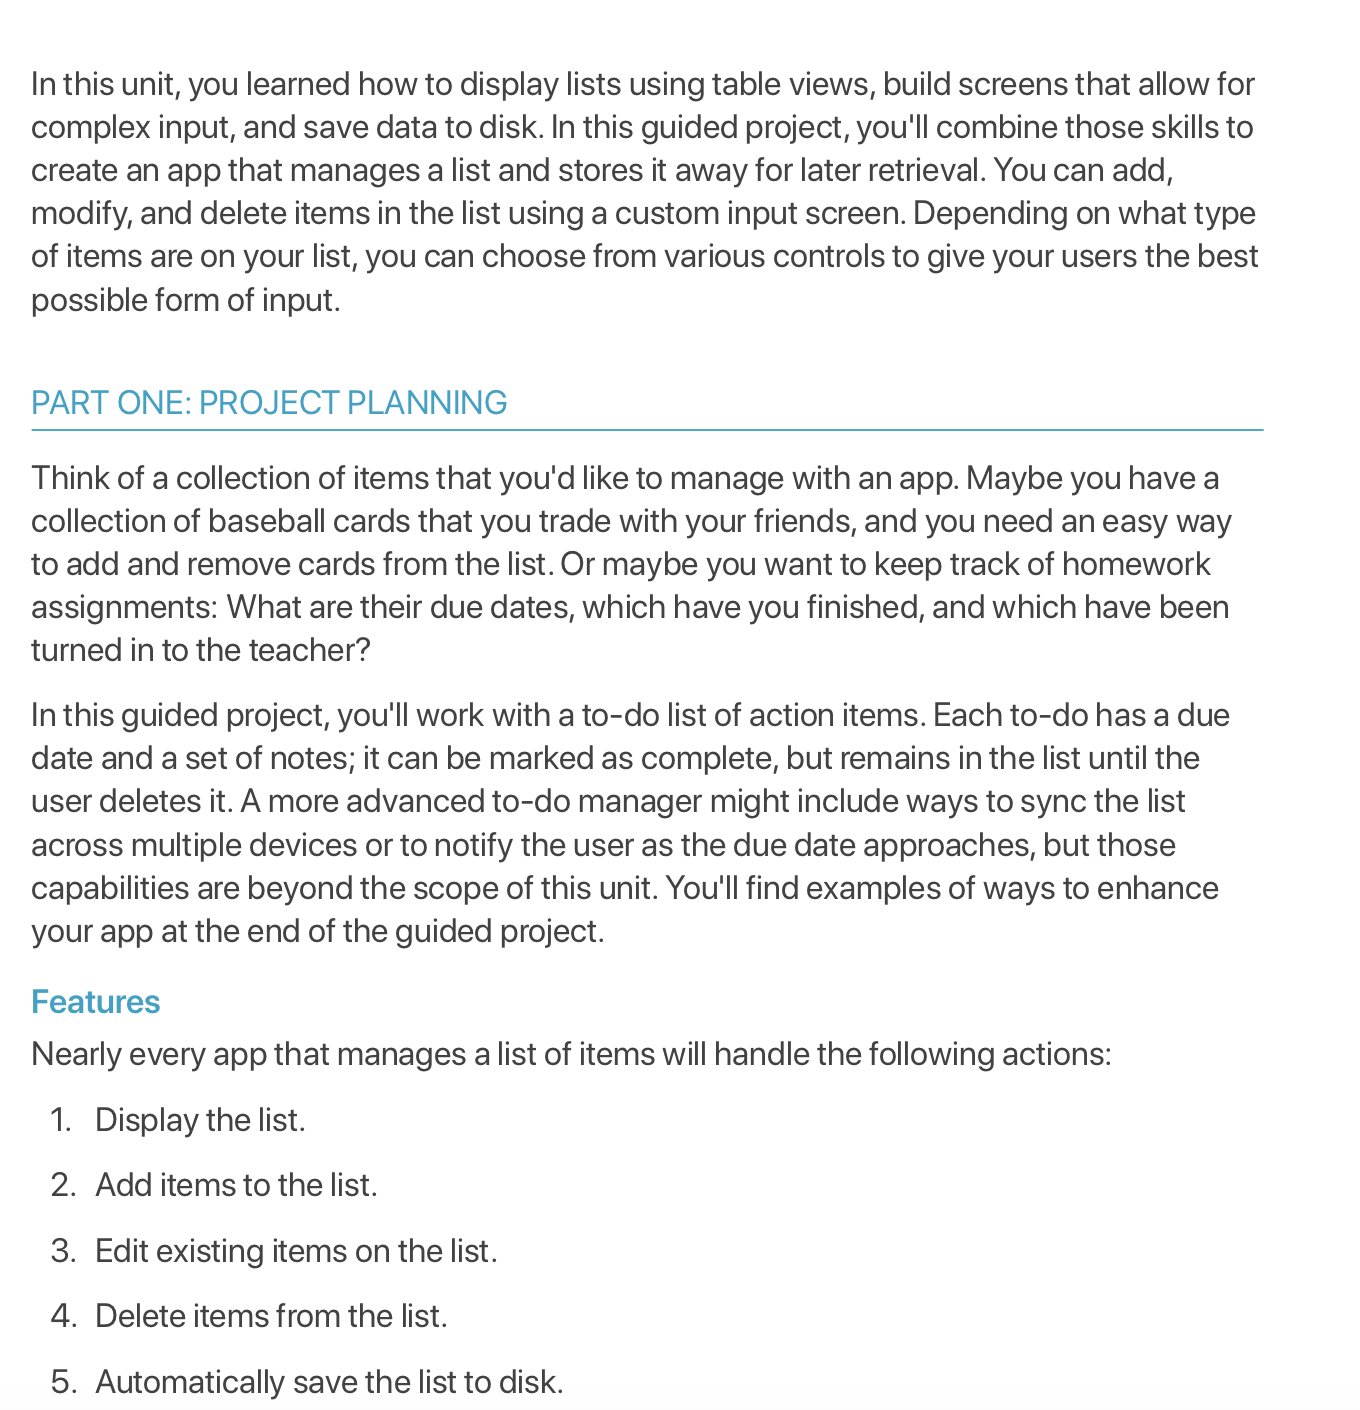 In this unit, you learned how to display lists using table views, build screens that allow for
complex input, and save data to disk. In this guided project, you'll combine those skills to
create an app that manages a list and stores it away for later retrieval. You can add,
modify, and delete items in the list using a custom input screen. Depending on what type
of items are on your list, you can choose from various controls to give your users the best
possible form of input.
PART ONE: PROJECT PLANNING
Think of a collection of items that you'd like to manage with an app. Maybe you have a
collection of baseball cards that you trade with your friends, and you need an easy way
to add and remove cards from the list. Or maybe you want to keep track of homework
assignments: What are their due dates, which have you finished, and which have been
turned in to the teacher?
In this guided project, you'll work with a to-do list of action items. Each to-do has a due
date and a set of notes; it can be marked as complete, but remains in the list until the
user deletes it. A more advanced to-do manager might include ways to sync the list
across multiple devices or to notify the user as the due date approaches, but those
capabilities are beyond the scope of this unit. You'll find examples of ways to enhance
your app at the end of the guided project.
Features
Nearly every app that manages a list of items will handle the following actions:
1. Display the list.
2. Add items to the list.
3. Edit existing items on the list.
4. Delete items from the list.
5. Automatically save the list to disk.